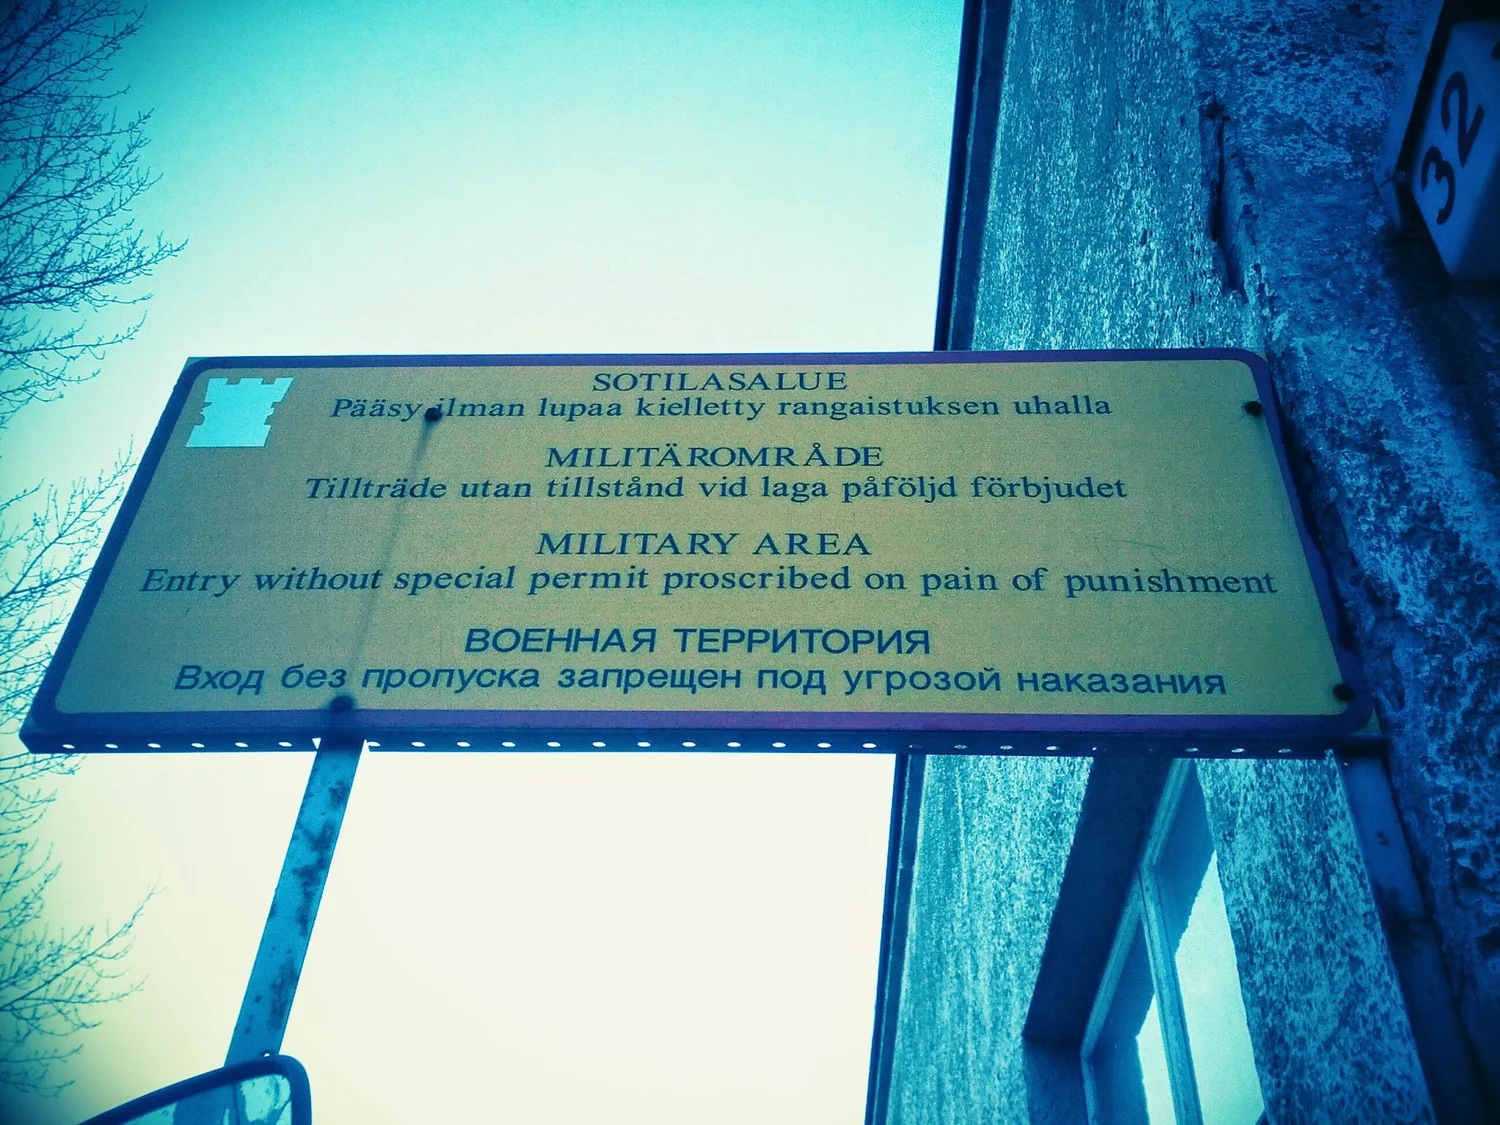 SOTILASALUE
Pääsy ilman lupaa kielletty rangaistuksen uhalla
MILITÄROMRÅDE
Tillträde utan tillstånd vid laga påföljd förbjudet
MILITARY AREA
Entry without special permit proscribed on pain of punishment
ВОЕННАЯ ТЕРРИТОРИЯ
Вход без пропуска запрещен под угрозой наказания
32